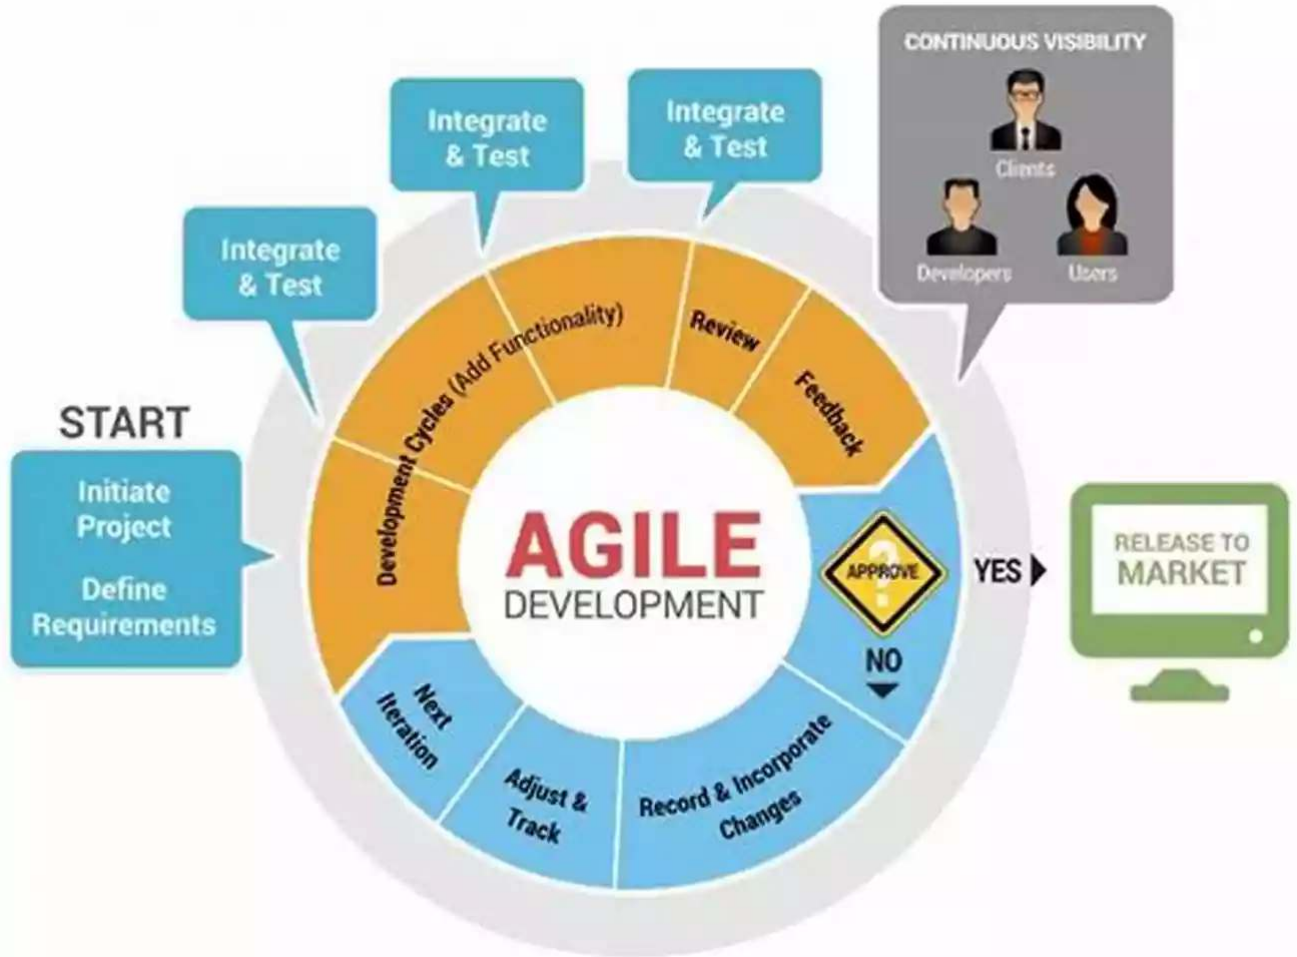 START
Initiate
Project
Define
Requirements
Integrate
& Test
Integrate
& Test
Integrate
& Test
CONTINUOUS VISIBILITY
Clients
Developers
Users
Development Cycles (Add Functionality)
Review
Feedback
?
APPROVE
YES
NO
RELEASE TO
MARKET
Record & Incorporate
Changes
Adjust &
Track
Next
Iteration
AGILE
DEVELOPMENT